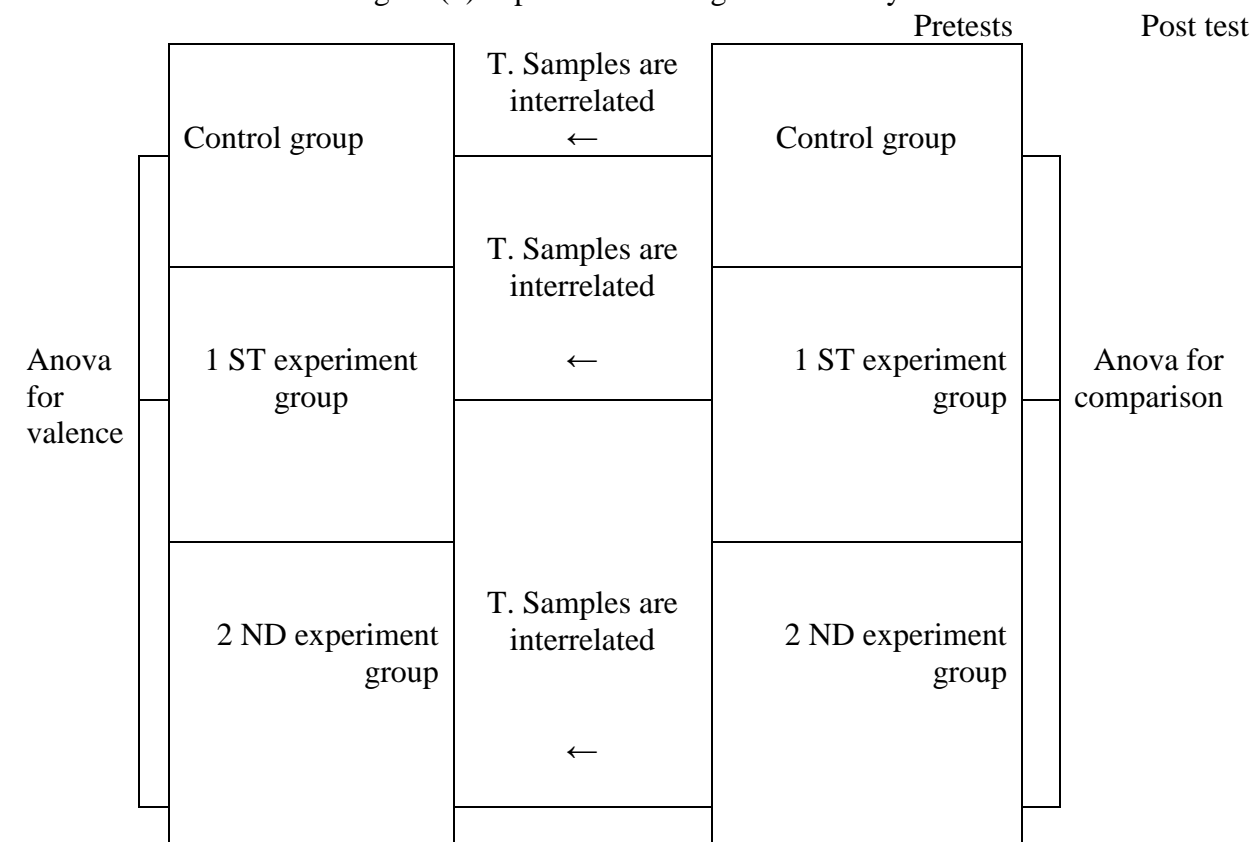 Pretests Post test
T. Samples are
interrelated
Control group ← Control group
T. Samples are
interrelated
Anova 1 ST experiment ← 1 ST experiment Anova for
for group group comparison
valence
T. Samples are
2 ND experiment interrelated 2 ND experiment
group group
←